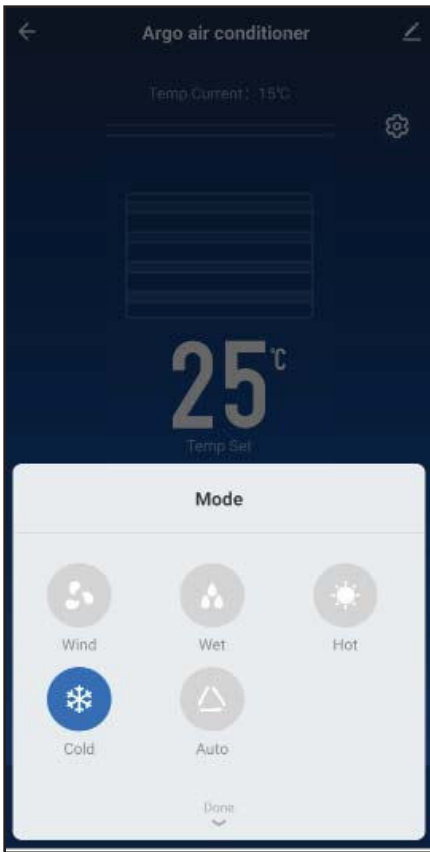 Argo air conditioner
Temp Current: 15℃
25℃
Temp Set
Mode
Wind Wet Hot
Cold Auto
Done